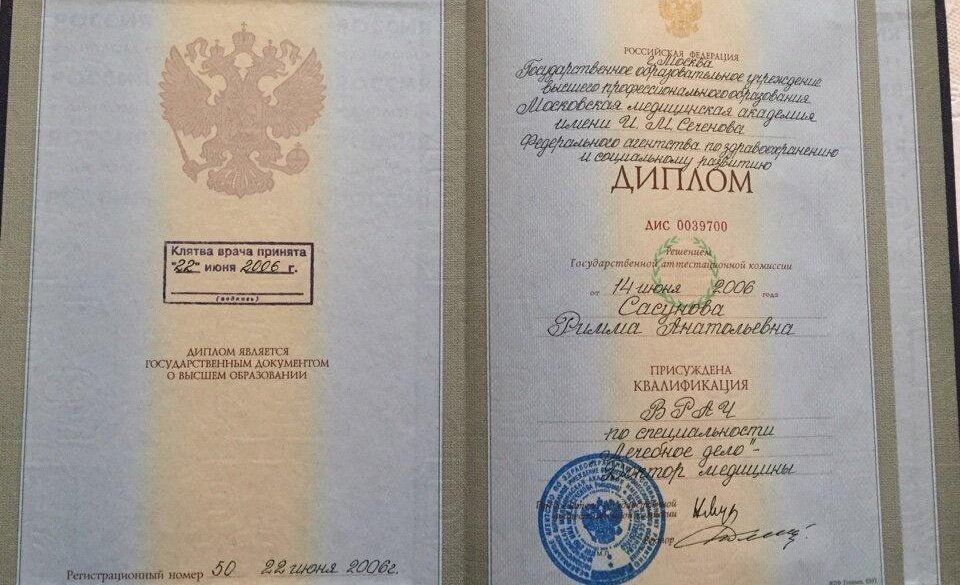 Клятва врача принята
"22" июня 2006 г.
(подпись)
ДИПЛОМ ЯВЛЯЕТСЯ
ГОСУДАРСТВЕННЫМ ДОКУМЕНТОМ
О ВЫСШЕМ ОБРАЗОВАНИИ
Регистрационный номер 50 22 июня 2006г.
РОССИЙСКАЯ ФЕДЕРАЦИЯ
г. Москва
Государственное образовательное учреждение
высшего профессионального образования
Московская медицинская академия
имени И. М. Сеченова
Федерального агентства по здравоохранению
и социальному развитию
ДИПЛОМ
ДИС 0039700
Решением
Государственной аттестационной комиссии
от 14 июня 2006 года
Сасунова
Римма Анатольевна
ПРИСУЖДЕНА
КВАЛИФИКАЦИЯ
ВРАЧ
по специальности
"Лечебное дело"-
Доктор медицины